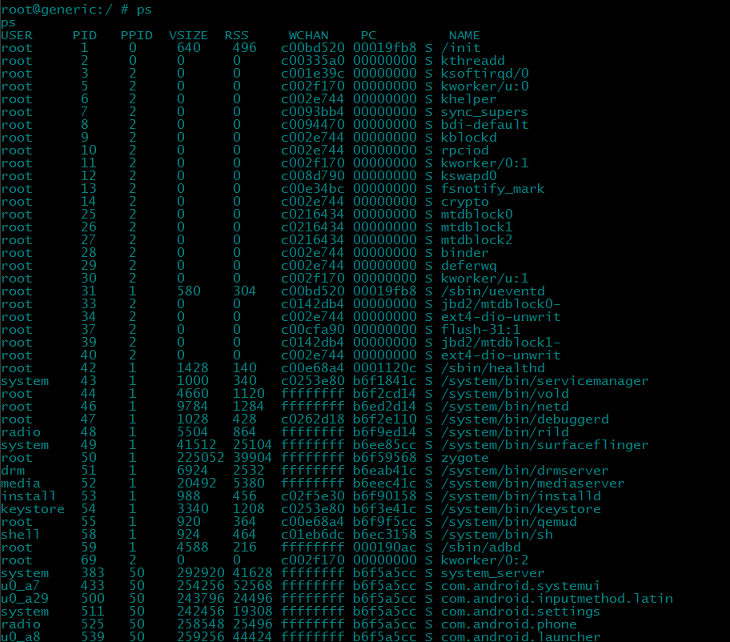 root@generic:/ # ps
ps
USER     PID   PPID  VSIZE  RSS     WCHAN    PC         NAME
root     1     0     640    496   c00bd520 00019fb8 S /init
root     2     0     0      0     c00335a0 00000000 S kthreadd
root     3     2     0      0     c001e39c 00000000 S ksoftirqd/0
root     5     2     0      0     c002f170 00000000 S kworker/u:0
root     6     2     0      0     c002e744 00000000 S khelper
root     7     2     0      0     c0093bb4 00000000 S sync_supers
root     8     2     0      0     c0094470 00000000 S bdi-default
root     9     2     0      0     c002e744 00000000 S kblockd
root     10    2     0      0     c002e744 00000000 S rpciod
root     11    2     0      0     c002f170 00000000 S kworker/0:1
root     12    2     0      0     c008d790 00000000 S kswapd0
root     13    2     0      0     c00e34bc 00000000 S fsnotify_mark
root     14    2     0      0     c002e744 00000000 S crypto
root     25    2     0      0     c0216434 00000000 S mtdblock0
root     26    2     0      0     c0216434 00000000 S mtdblock1
root     27    2     0      0     c0216434 00000000 S mtdblock2
root     28    2     0      0     c002e744 00000000 S binder
root     29    2     0      0     c002e744 00000000 S deferwq
root     30    2     0      0     c002f170 00000000 S kworker/u:1
root     31    1     580    304   c00bd520 00019fb8 S /sbin/ueventd
root     33    2     0      0     c0142db4 00000000 S jbd2/mtdblock0-
root     34    2     0      0     c002e744 00000000 S ext4-dio-unwrit
root     37    2     0      0     c00cfa90 00000000 S flush-31:1
root     39    2     0      0     c0142db4 00000000 S jbd2/mtdblock1-
root     40    2     0      0     c002e744 00000000 S ext4-dio-unwrit
root     42    1     1428   140   c00e68a4 0001120c S /sbin/healthd
system   43    1     1000   340   c0253e80 b6f1841c S /system/bin/servicemanager
root     44    1     4660   1120  ffffffff b6f2cd14 S /system/bin/vold
root     46    1     9784   1284  ffffffff b6ed2d14 S /system/bin/netd
root     47    1     1028   428   c0262d18 b6f2e110 S /system/bin/debuggerd
radio    48    1     5504   864   ffffffff b6f9ed14 S /system/bin/rild
system   49    1     41512  25104 ffffffff b6ee85cc S /system/bin/surfaceflinger
root     50    1     225052 39904 ffffffff b6f59568 S zygote
drm      51    1     6924   2532  ffffffff b6eab41c S /system/bin/drmserver
media    52    1     20492  5380  ffffffff b6eec41c S /system/bin/mediaserver
install  53    1     988    456   c02f5e30 b6f90158 S /system/bin/installd
keystore 54    1     3340   1208  c0253e80 b6f3e41c S /system/bin/keystore
root     55    1     920    364   c00e68a4 b6f9f5cc S /system/bin/qemud
shell    58    1     924    464   c01eb6dc b6ec3158 S /system/bin/sh
root     59    1     4588   216   ffffffff 000190ac S /sbin/adbd
root     69    2     0      0     c002f170 00000000 S kworker/0:2
system   383   50    292920 41628 ffffffff b6f5a5cc S system_server
u0_a7    433   50    254256 52568 ffffffff b6f5a5cc S com.android.systemui
u0_a29   500   50    243796 24496 ffffffff b6f5a5cc S com.android.inputmethod.latin
system   511   50    242456 19308 ffffffff b6f5a5cc S com.android.settings
radio    525   50    258548 25496 ffffffff b6f5a5cc S com.android.phone
u0_a8    539   50    259256 44424 ffffffff b6f5a5cc S com.android.launcher